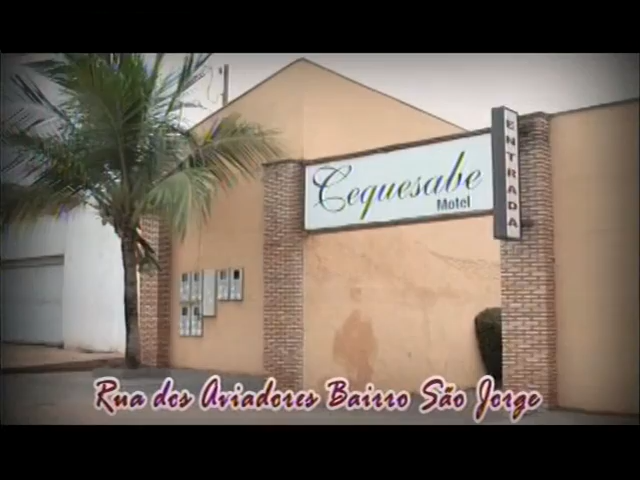 Cequesabe
Motel
ENTRADA
Rua dos Aviadores Bairro São Jorge